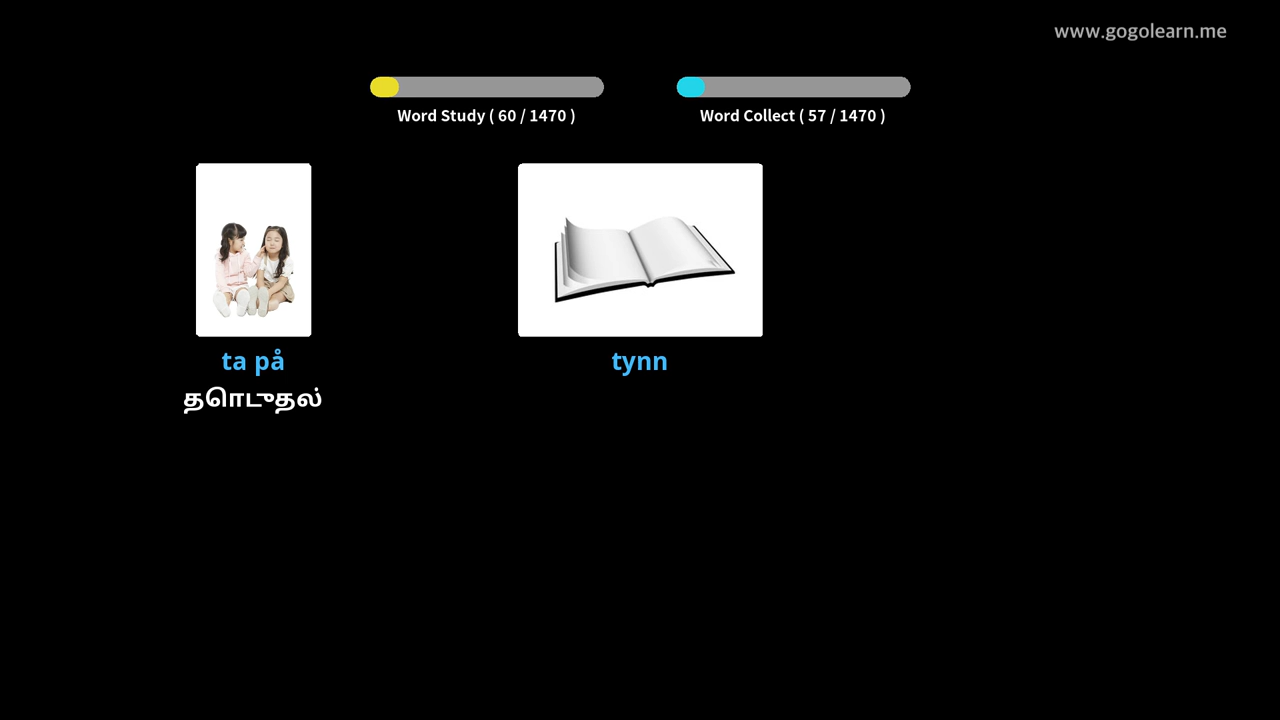 www.gogolearn.me
Word Study ( 60 / 1470 )
Word Collect ( 57 / 1470 )
ta på
tynn
தொடுதல்